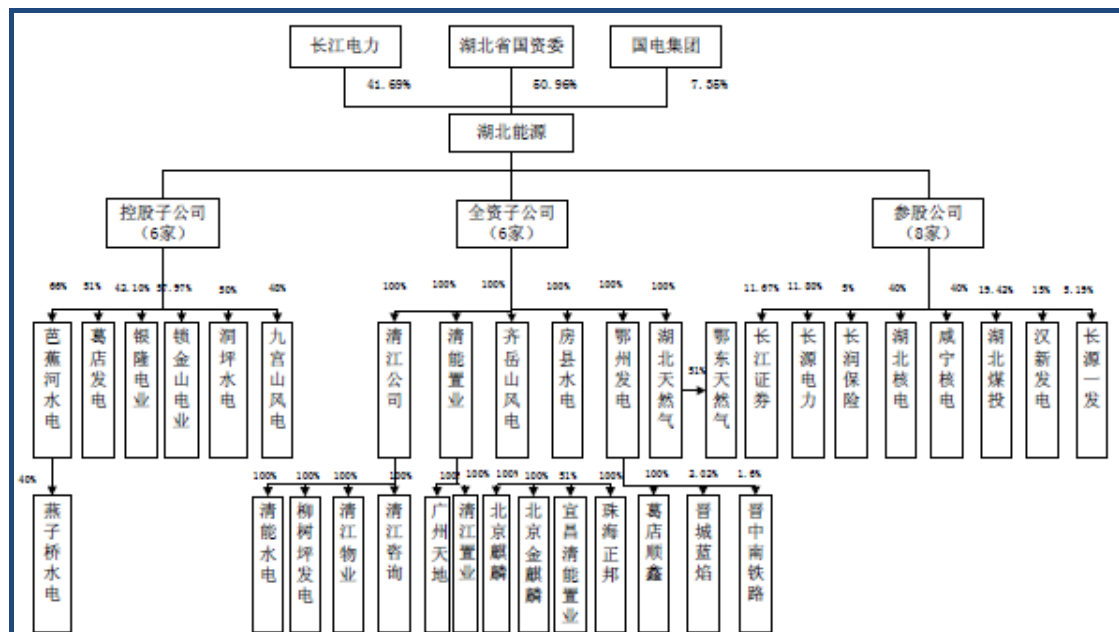 长江电力
湖北省国资委
国电集团
41.69%
50.96%
7.35%
湖北能源
控股子公司
（6家）
全资子公司
（6家）
参股公司
（8家）
66%
51%
42.10%
57.97%
50%
48%
100%
100%
100%
100%
100%
100%
11.67%
11.80%
5%
40%
40%
19.42%
15%
5.15%
芭蕉河水电
葛店发电
银隆电业
锁金山电业
洞坪水电
九宫山风电
清江公司
清能置业
齐岳山风电
房县水电
鄂州发电
湖北天然气
51%
鄂东天然气
长江证券
长源电力
长润保险
湖北核电
咸宁核电
湖北煤投
汉新发电
长源一发
40%
100%
100%
100%
100%
100%
100%
100%
100%
51%
100%
100%
2.02%
1.6%
燕子桥水电
清能水电
柳树坪发电
清江物业
清江咨询
广州天地
清江置业
北京麒麟
北京金麒麟
宜昌清能置业
珠海正邦
葛店顺鑫
晋城蓝焰
晋中南铁路